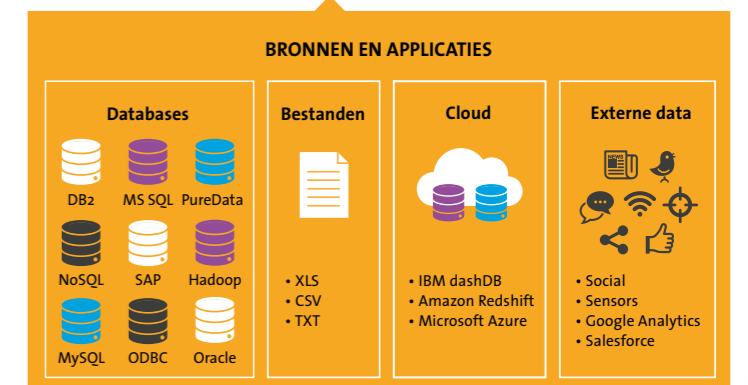 BRONNEN EN APPLICATIES
Databases
DB2 MS SQL PureData
NoSQL SAP Hadoop
MySQL ODBC Oracle
Bestanden
• XLS
• CSV
• TXT
Cloud
• IBM dashDB
• Amazon Redshift
• Microsoft Azure
Externe data
NEWS
• Social
• Sensors
• Google Analytics
• Salesforce